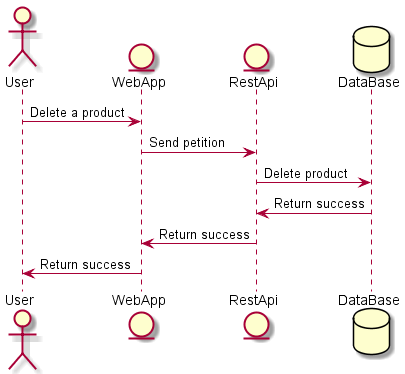 User
WebApp
RestApi
DataBase
Delete a product
Send petition
Delete product
Return success
Return success
Return success
User
WebApp
RestApi
DataBase